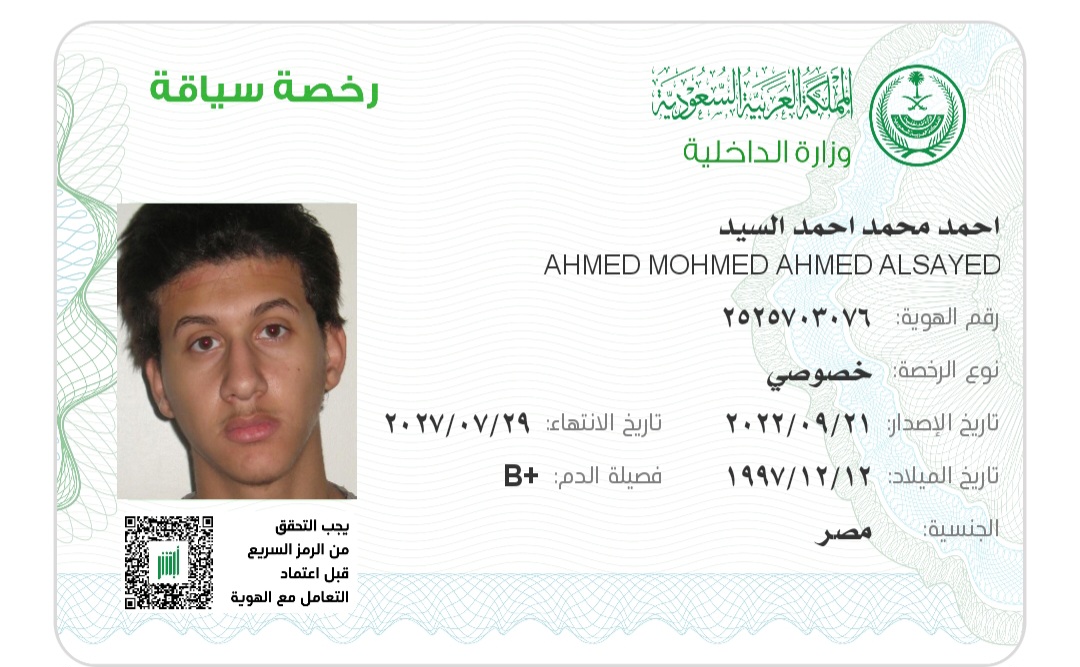 رخصة سياقة
المملكة العربية السعودية
وزارة الداخلية
احمد محمد احمد السيد
AHMED MOHMED AHMED ALSAYED
رقم الهوية: ٢٥٢٥٧٠٣٠٧٦
نوع الرخصة: خصوصي
تاريخ الإصدار: ٢٠٢٢/٠٩/٢١ تاريخ الانتهاء: ٢٠٢٧/٠٧/٢٩
تاريخ الميلاد: ١٩٩٧/١٢/١٢ فصيلة الدم: B+
الجنسية: مصر
يجب التحقق
من الرمز السريع
قبل اعتماد
التعامل مع الهوية
أبشر